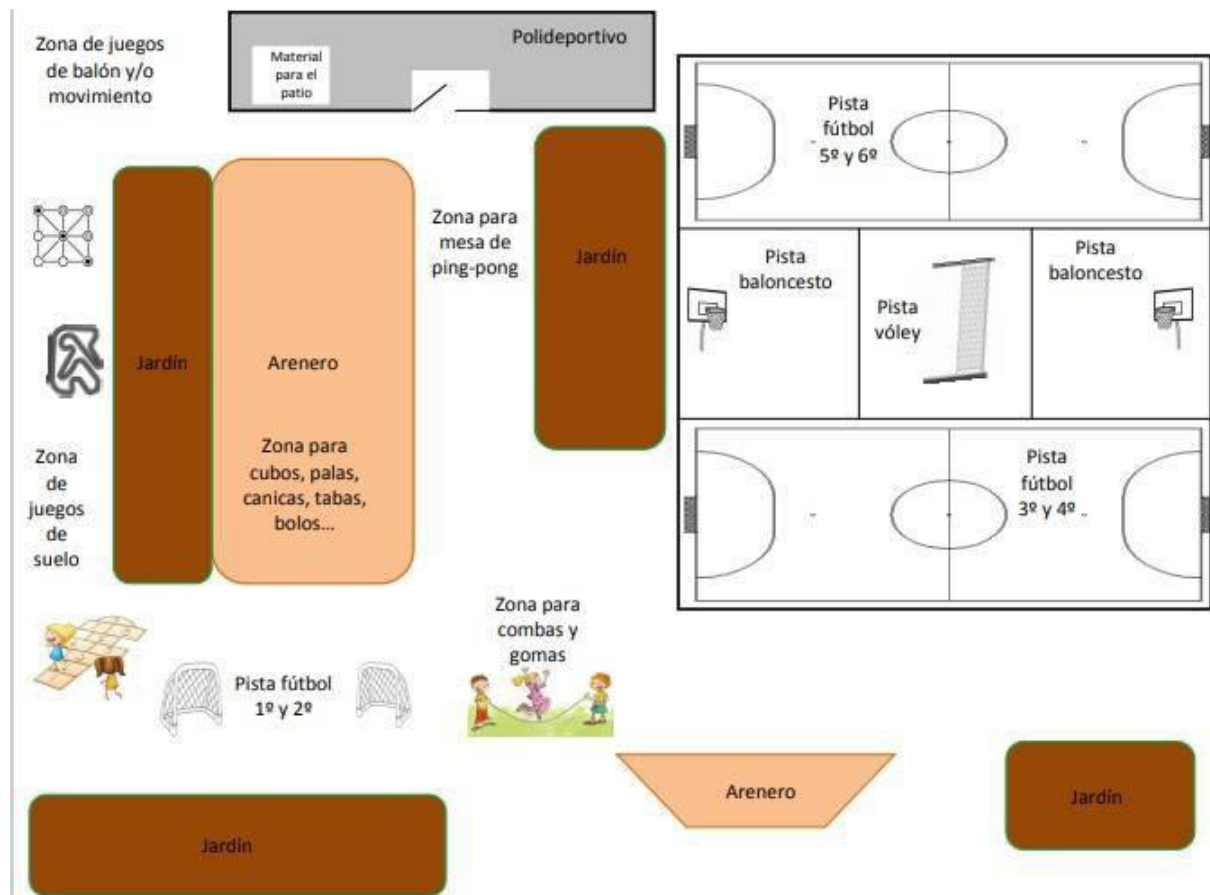 Zona de juegos
de balón y/o
movimiento
Polideportivo
Material
para el
patio
Pista
fútbol
5º y 6º
Zona para
mesa de
ping-pong
Jardín
Pista
baloncesto
Pista
vóley
Pista
baloncesto
Jardín
Arenero
Zona para
cubos, palas,
canicas, tabas,
bolos...
Zona
de
juegos
de
suelo
Pista
fútbol
3º y 4º
Zona para
combas y
gomas
Pista fútbol
1º y 2º
Arenero
Jardín
Jardín